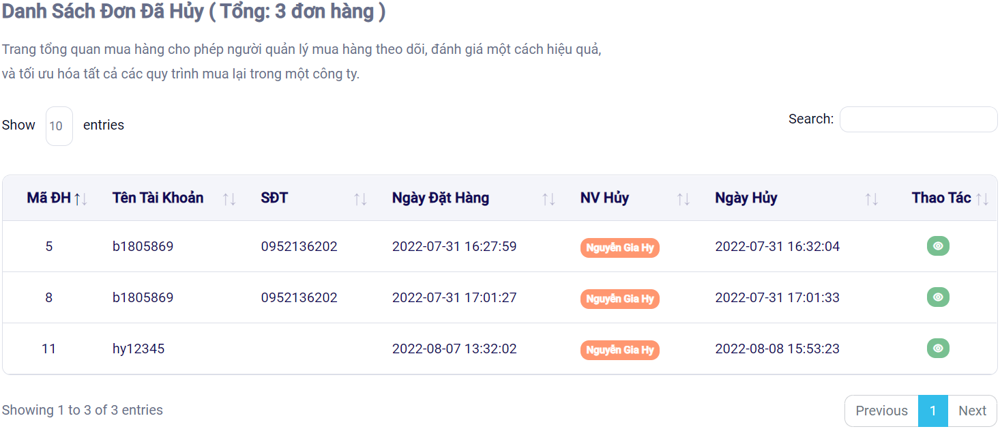 Danh Sách Đơn Đã Hủy ( Tổng: 3 đơn hàng )
Trang tổng quan mua hàng cho phép người quản lý mua hàng theo dõi, đánh giá một cách hiệu quả,
và tối ưu hóa tất cả các quy trình mua lại trong một công ty.
Show 10 entries Search:
Mã ĐH Tên Tài Khoản SĐT Ngày Đặt Hàng NV Hủy Ngày Hủy Thao Tác
5 b1805869 0952136202 2022-07-31 16:27:59 Nguyễn Gia Hy 2022-07-31 16:32:04
8 b1805869 0952136202 2022-07-31 17:01:27 Nguyễn Gia Hy 2022-07-31 17:01:33
11 hy12345 2022-08-07 13:32:02 Nguyễn Gia Hy 2022-08-08 15:53:23
Showing 1 to 3 of 3 entries Previous 1 Next